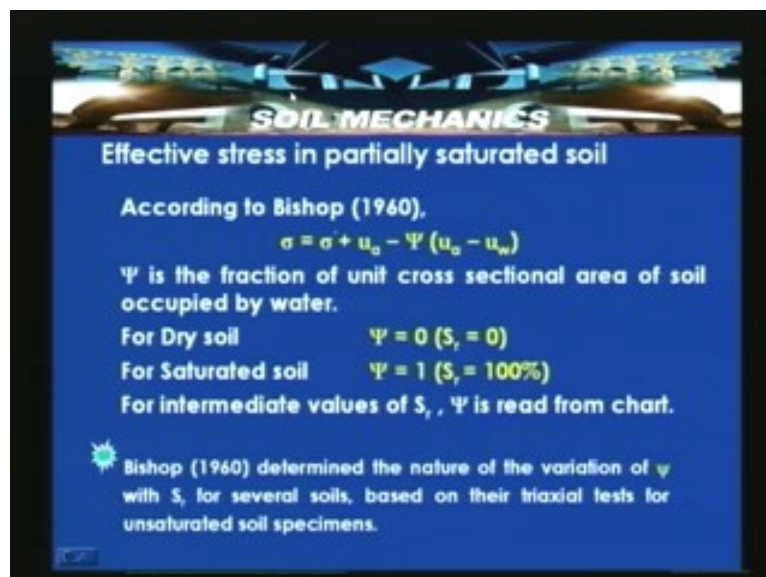 SOIL MECHANICS
Effective stress in partially saturated soil
According to Bishop (1960),
σ = σ' + uₐ – Ψ (uₐ – u_w)
Ψ is the fraction of unit cross sectional area of soil
occupied by water.
For Dry soil Ψ = 0 (Sᵣ = 0)
For Saturated soil Ψ = 1 (Sᵣ = 100%)
For intermediate values of Sᵣ , Ψ is read from chart.
Bishop (1960) determined the nature of the variation of ψ
with Sᵣ for several soils, based on their triaxial tests for
unsaturated soil specimens.